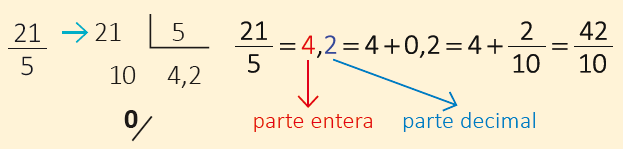 21/5 → 21 5
10 4,2
0/
21/5 = 4,2 = 4 + 0,2 = 4 + 2/10 = 42/10
parte entera parte decimal